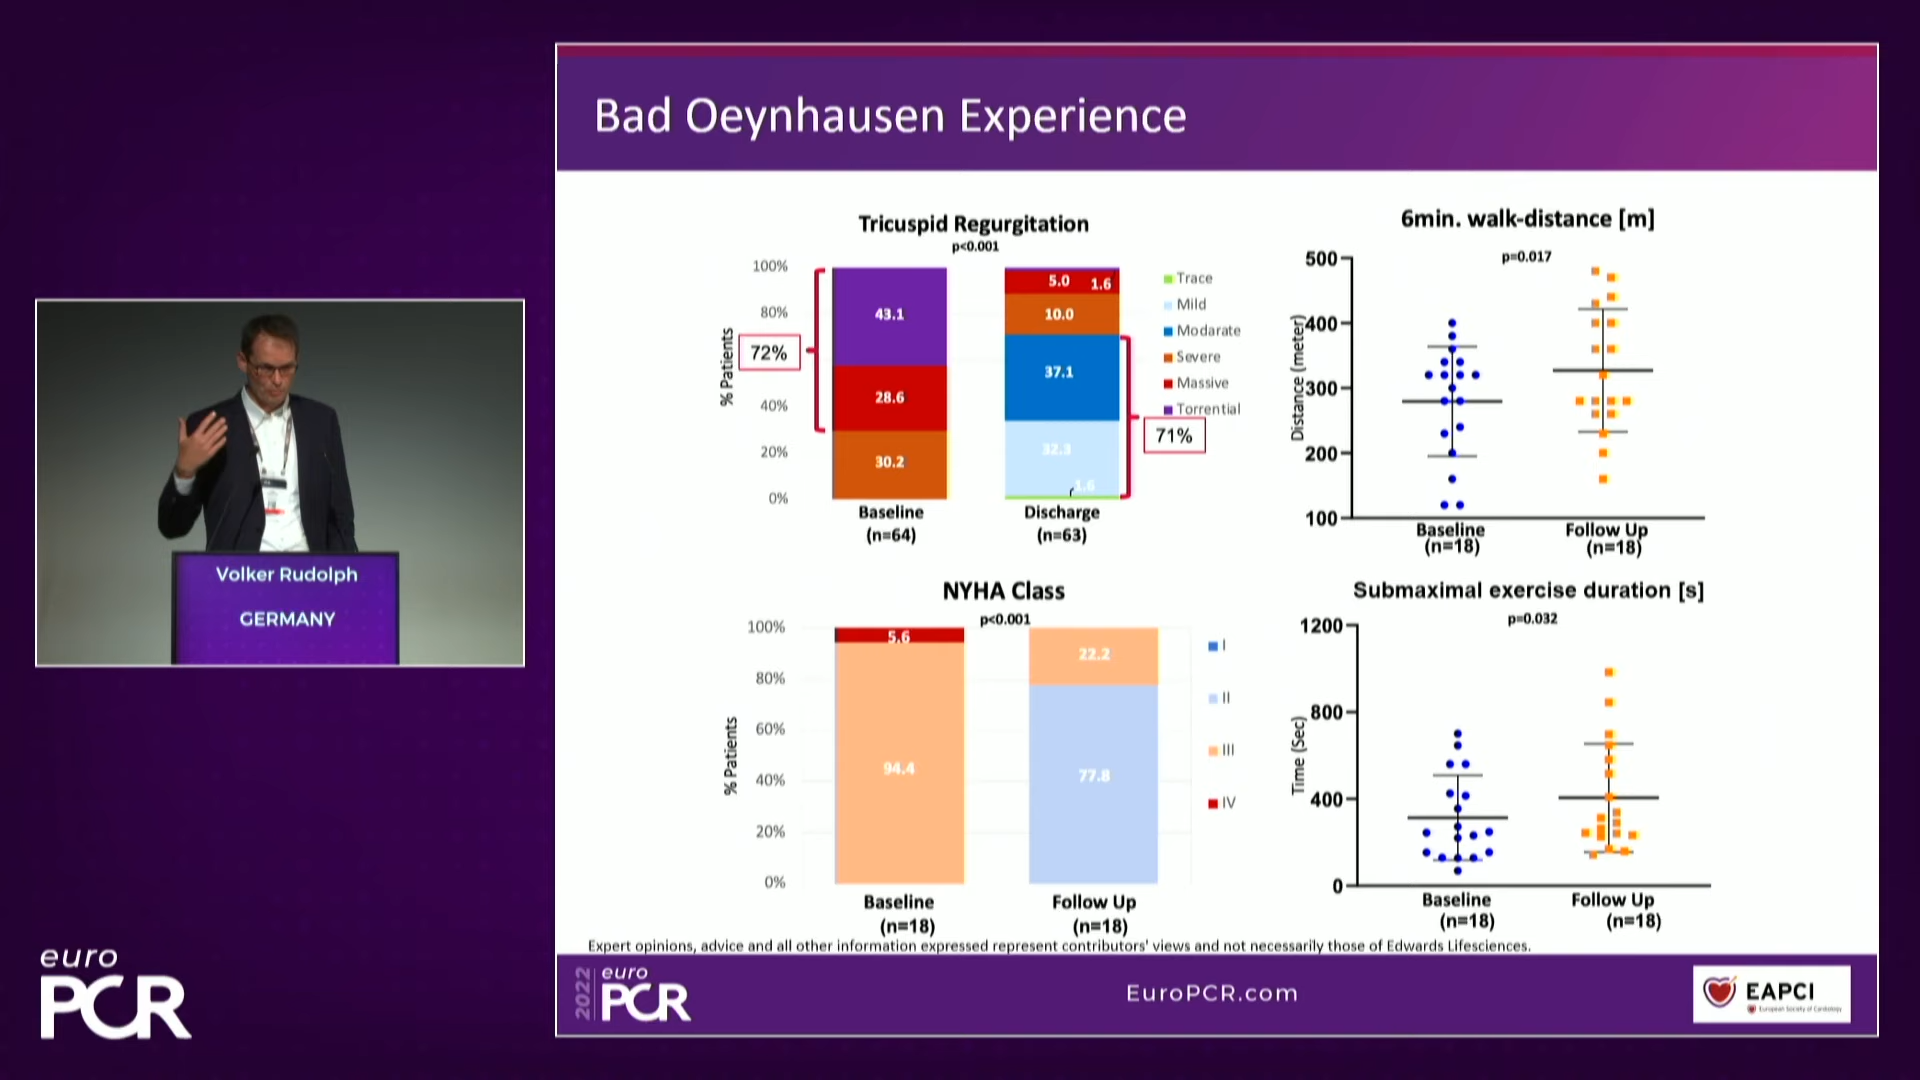 Bad Oeynhausen Experience
Tricuspid Regurgitation
p<0.001
100%
80%
40%
20%
0%
% Patients
72%
43.1
28.6
30.2
5.0
1.6
10.0
37.1
32.3
1.6
71%
Trace
Mild
Modarate
Severe
Massive
Torrential
Baseline
(n=64)
Discharge
(n=63)
6min. walk-distance [m]
p=0.017
500
400
300
200
100
Distance (meter)
Baseline
(n=18)
Follow Up
(n=18)
NYHA Class
p<0.001
100%
80%
60%
40%
20%
0%
% Patients
5.6
94.4
22.2
77.8
I
II
III
IV
Baseline
(n=18)
Follow Up
(n=18)
Submaximal exercise duration [s]
p=0.032
1200
800
400
0
Time (Sec)
Baseline
(n=18)
Follow Up
(n=18)
Expert opinions, advice and all other information expressed represent contributors' views and not necessarily those of Edwards Lifesciences.
2022
euro
PCR
EuroPCR.com
EAPCI
European Society of Cardiology
Volker Rudolph
GERMANY
euro
PCR